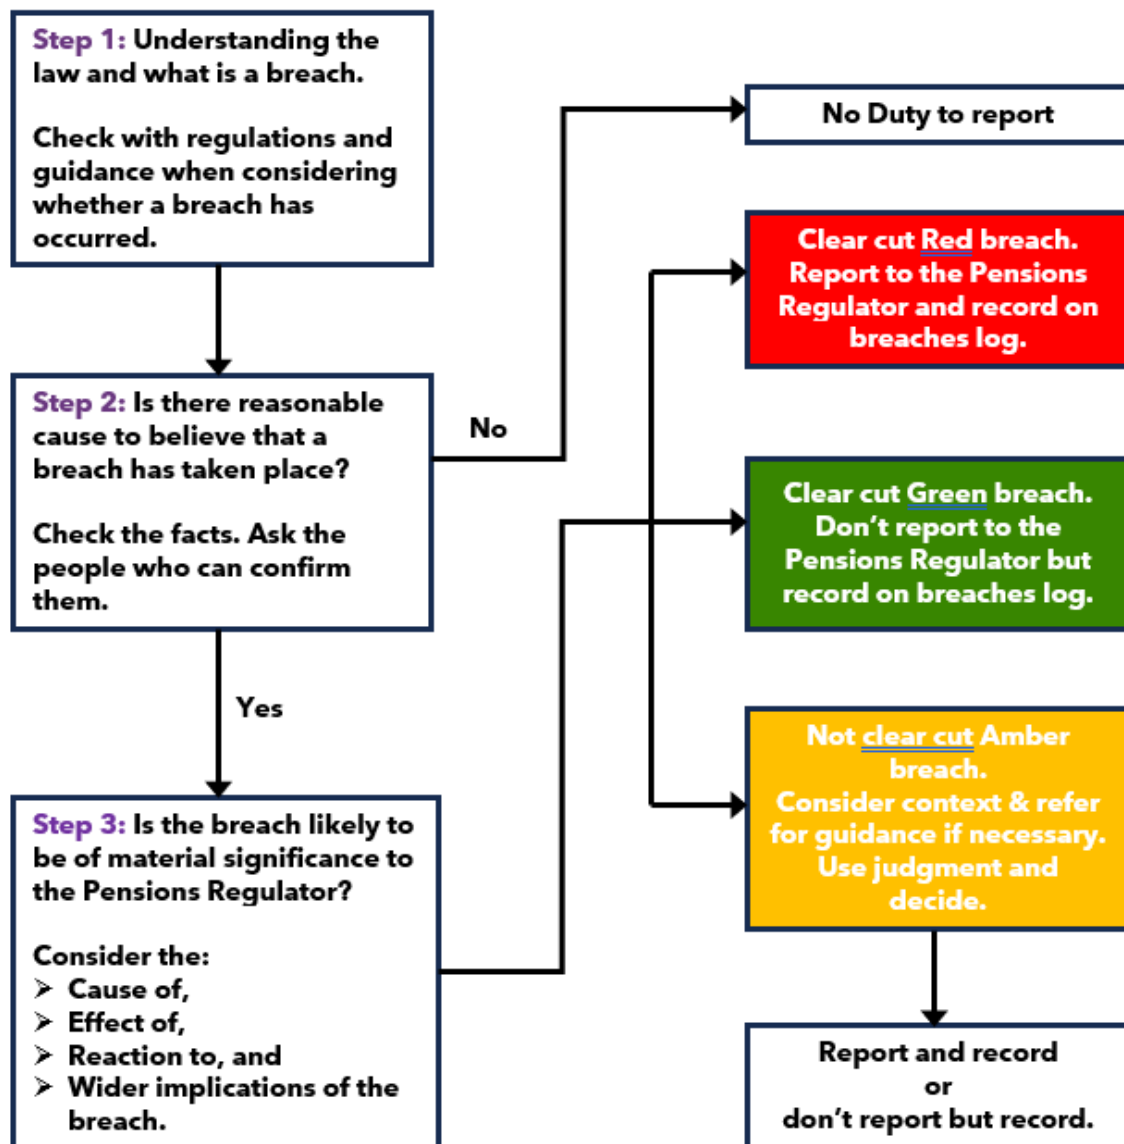 Step 1: Understanding the
law and what is a breach.
Check with regulations and
guidance when considering
whether a breach has
occurred.
No Duty to report
Clear cut Red breach.
Report to the Pensions
Regulator and record on
breaches log.
Step 2: Is there reasonable
cause to believe that a
breach has taken place?
Check the facts. Ask the
people who can confirm
them.
No
Yes
Clear cut Green breach.
Don’t report to the
Pensions Regulator but
record on breaches log.
Step 3: Is the breach likely to
be of material significance to
the Pensions Regulator?
Consider the:
➢ Cause of,
➢ Effect of,
➢ Reaction to, and
➢ Wider implications of the
breach.
Not clear cut Amber
breach.
Consider context & refer
for guidance if necessary.
Use judgment and
decide.
Report and record
or
don’t report but record.